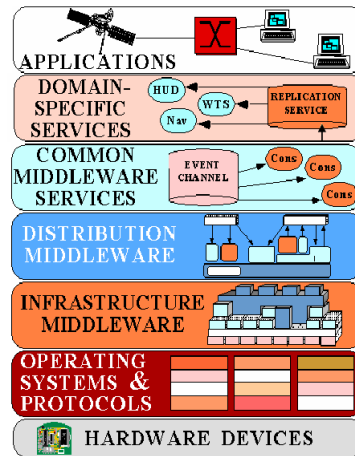 APPLICATIONS
DOMAIN-
SPECIFIC
SERVICES
HUD
WTS
Nav
REPLICATION
SERVICE
COMMON
MIDDLEWARE
SERVICES
EVENT
CHANNEL
Cons
Cons
Cons
DISTRIBUTION
MIDDLEWARE
INFRASTRUCTURE
MIDDLEWARE
OPERATING
SYSTEMS &
PROTOCOLS
HARDWARE DEVICES